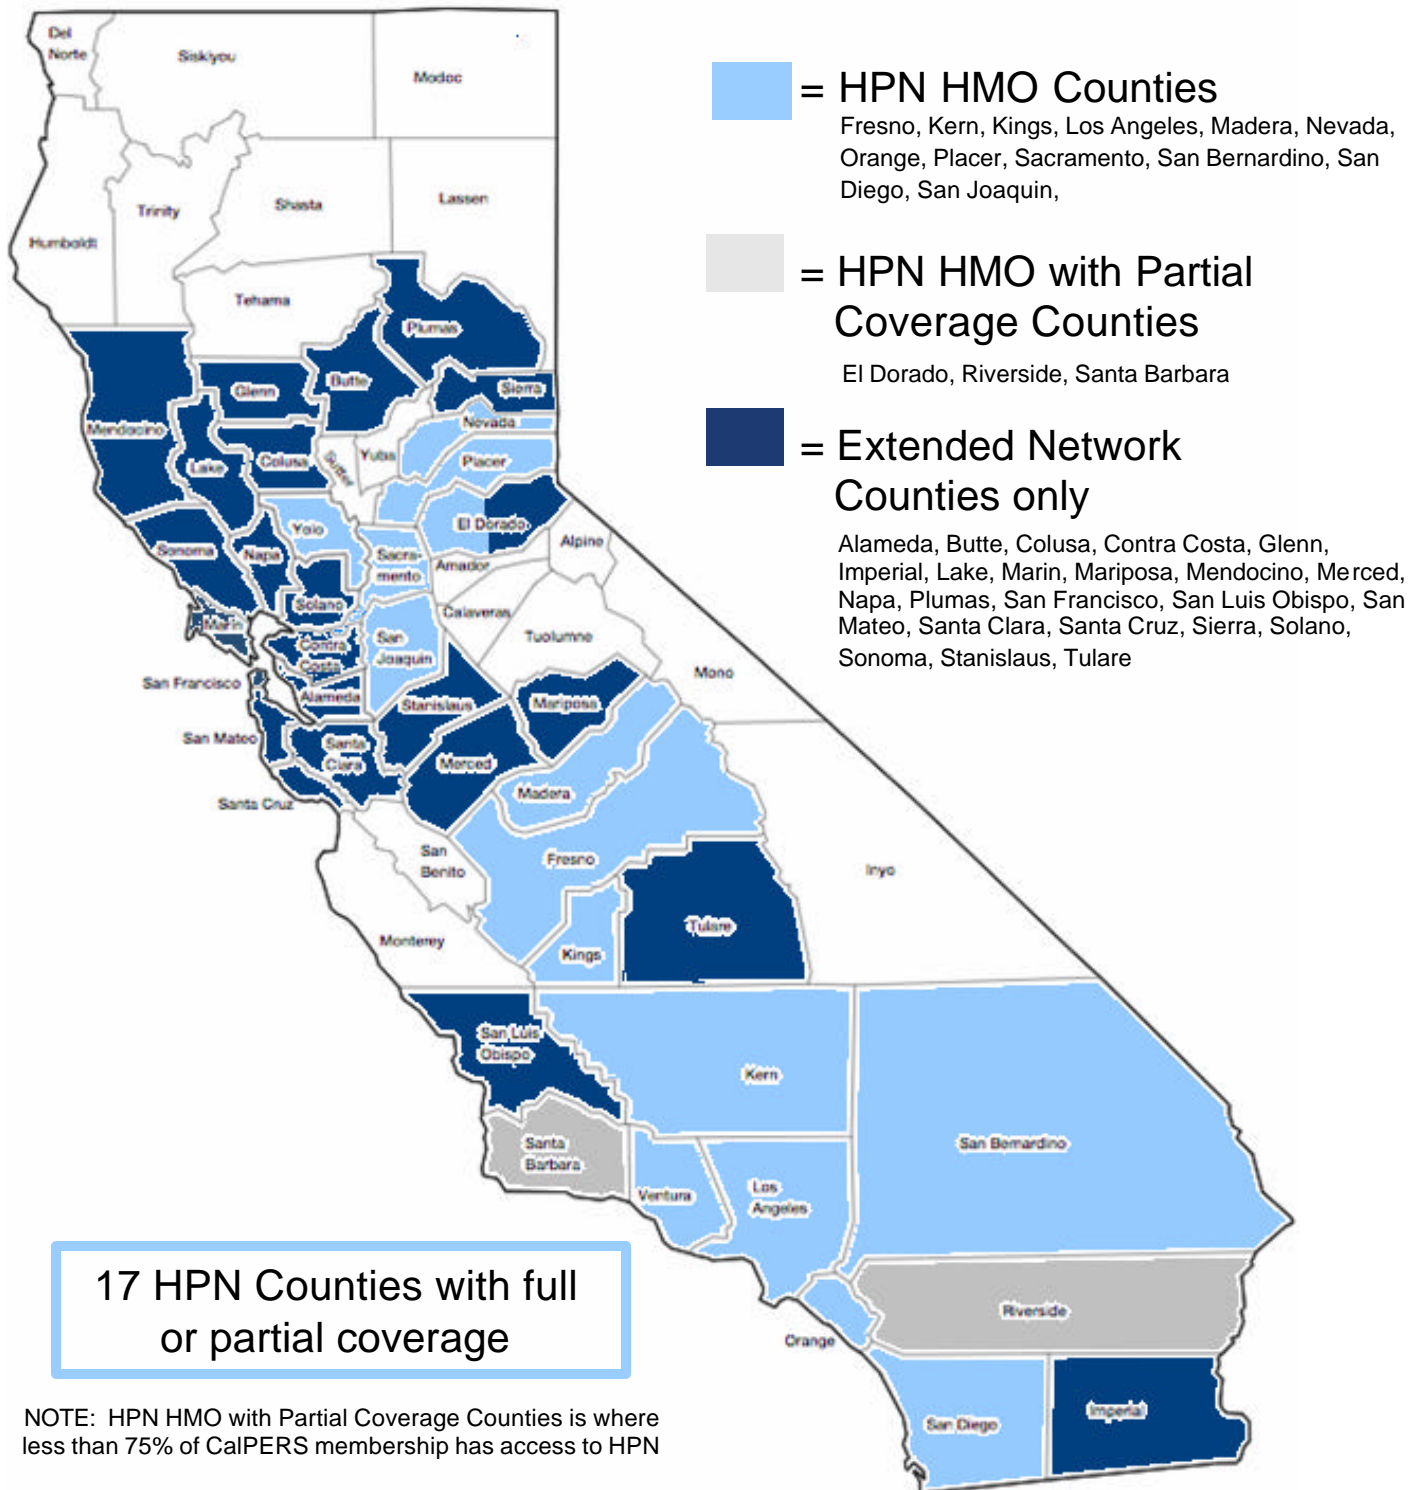 Del
Norte
Siskiyou
Modoc
Humboldt
Trinity
Shasta
Lassen
Tehama
Plumas
Mendocino
Glenn
Butte
Sierra
Lake
Colusa
Sutter
Yuba
Nevada
Placer
El Dorado
Yolo
Sonoma
Napa
Sacra-
mento
Amador
Alpine
Solano
Marin
Calaveras
Contra
Costa
San
Joaquin
Tuolumne
Mono
San Francisco
Alameda
Stanislaus
Mariposa
San Mateo
Santa
Clara
Merced
Santa Cruz
Madera
San
Benito
Fresno
Inyo
Monterey
Kings
Tulare
San Luis
Obispo
Kern
San Bernardino
Santa
Barbara
Ventura
Los
Angeles
Orange
Riverside
San Diego
Imperial
= HPN HMO Counties
Fresno, Kern, Kings, Los Angeles, Madera, Nevada,
Orange, Placer, Sacramento, San Bernardino, San
Diego, San Joaquin,
= HPN HMO with Partial
Coverage Counties
El Dorado, Riverside, Santa Barbara
= Extended Network
Counties only
Alameda, Butte, Colusa, Contra Costa, Glenn,
Imperial, Lake, Marin, Mariposa, Mendocino, Merced,
Napa, Plumas, San Francisco, San Luis Obispo, San
Mateo, Santa Clara, Santa Cruz, Sierra, Solano,
Sonoma, Stanislaus, Tulare
17 HPN Counties with full
or partial coverage
NOTE: HPN HMO with Partial Coverage Counties is where
less than 75% of CalPERS membership has access to HPN